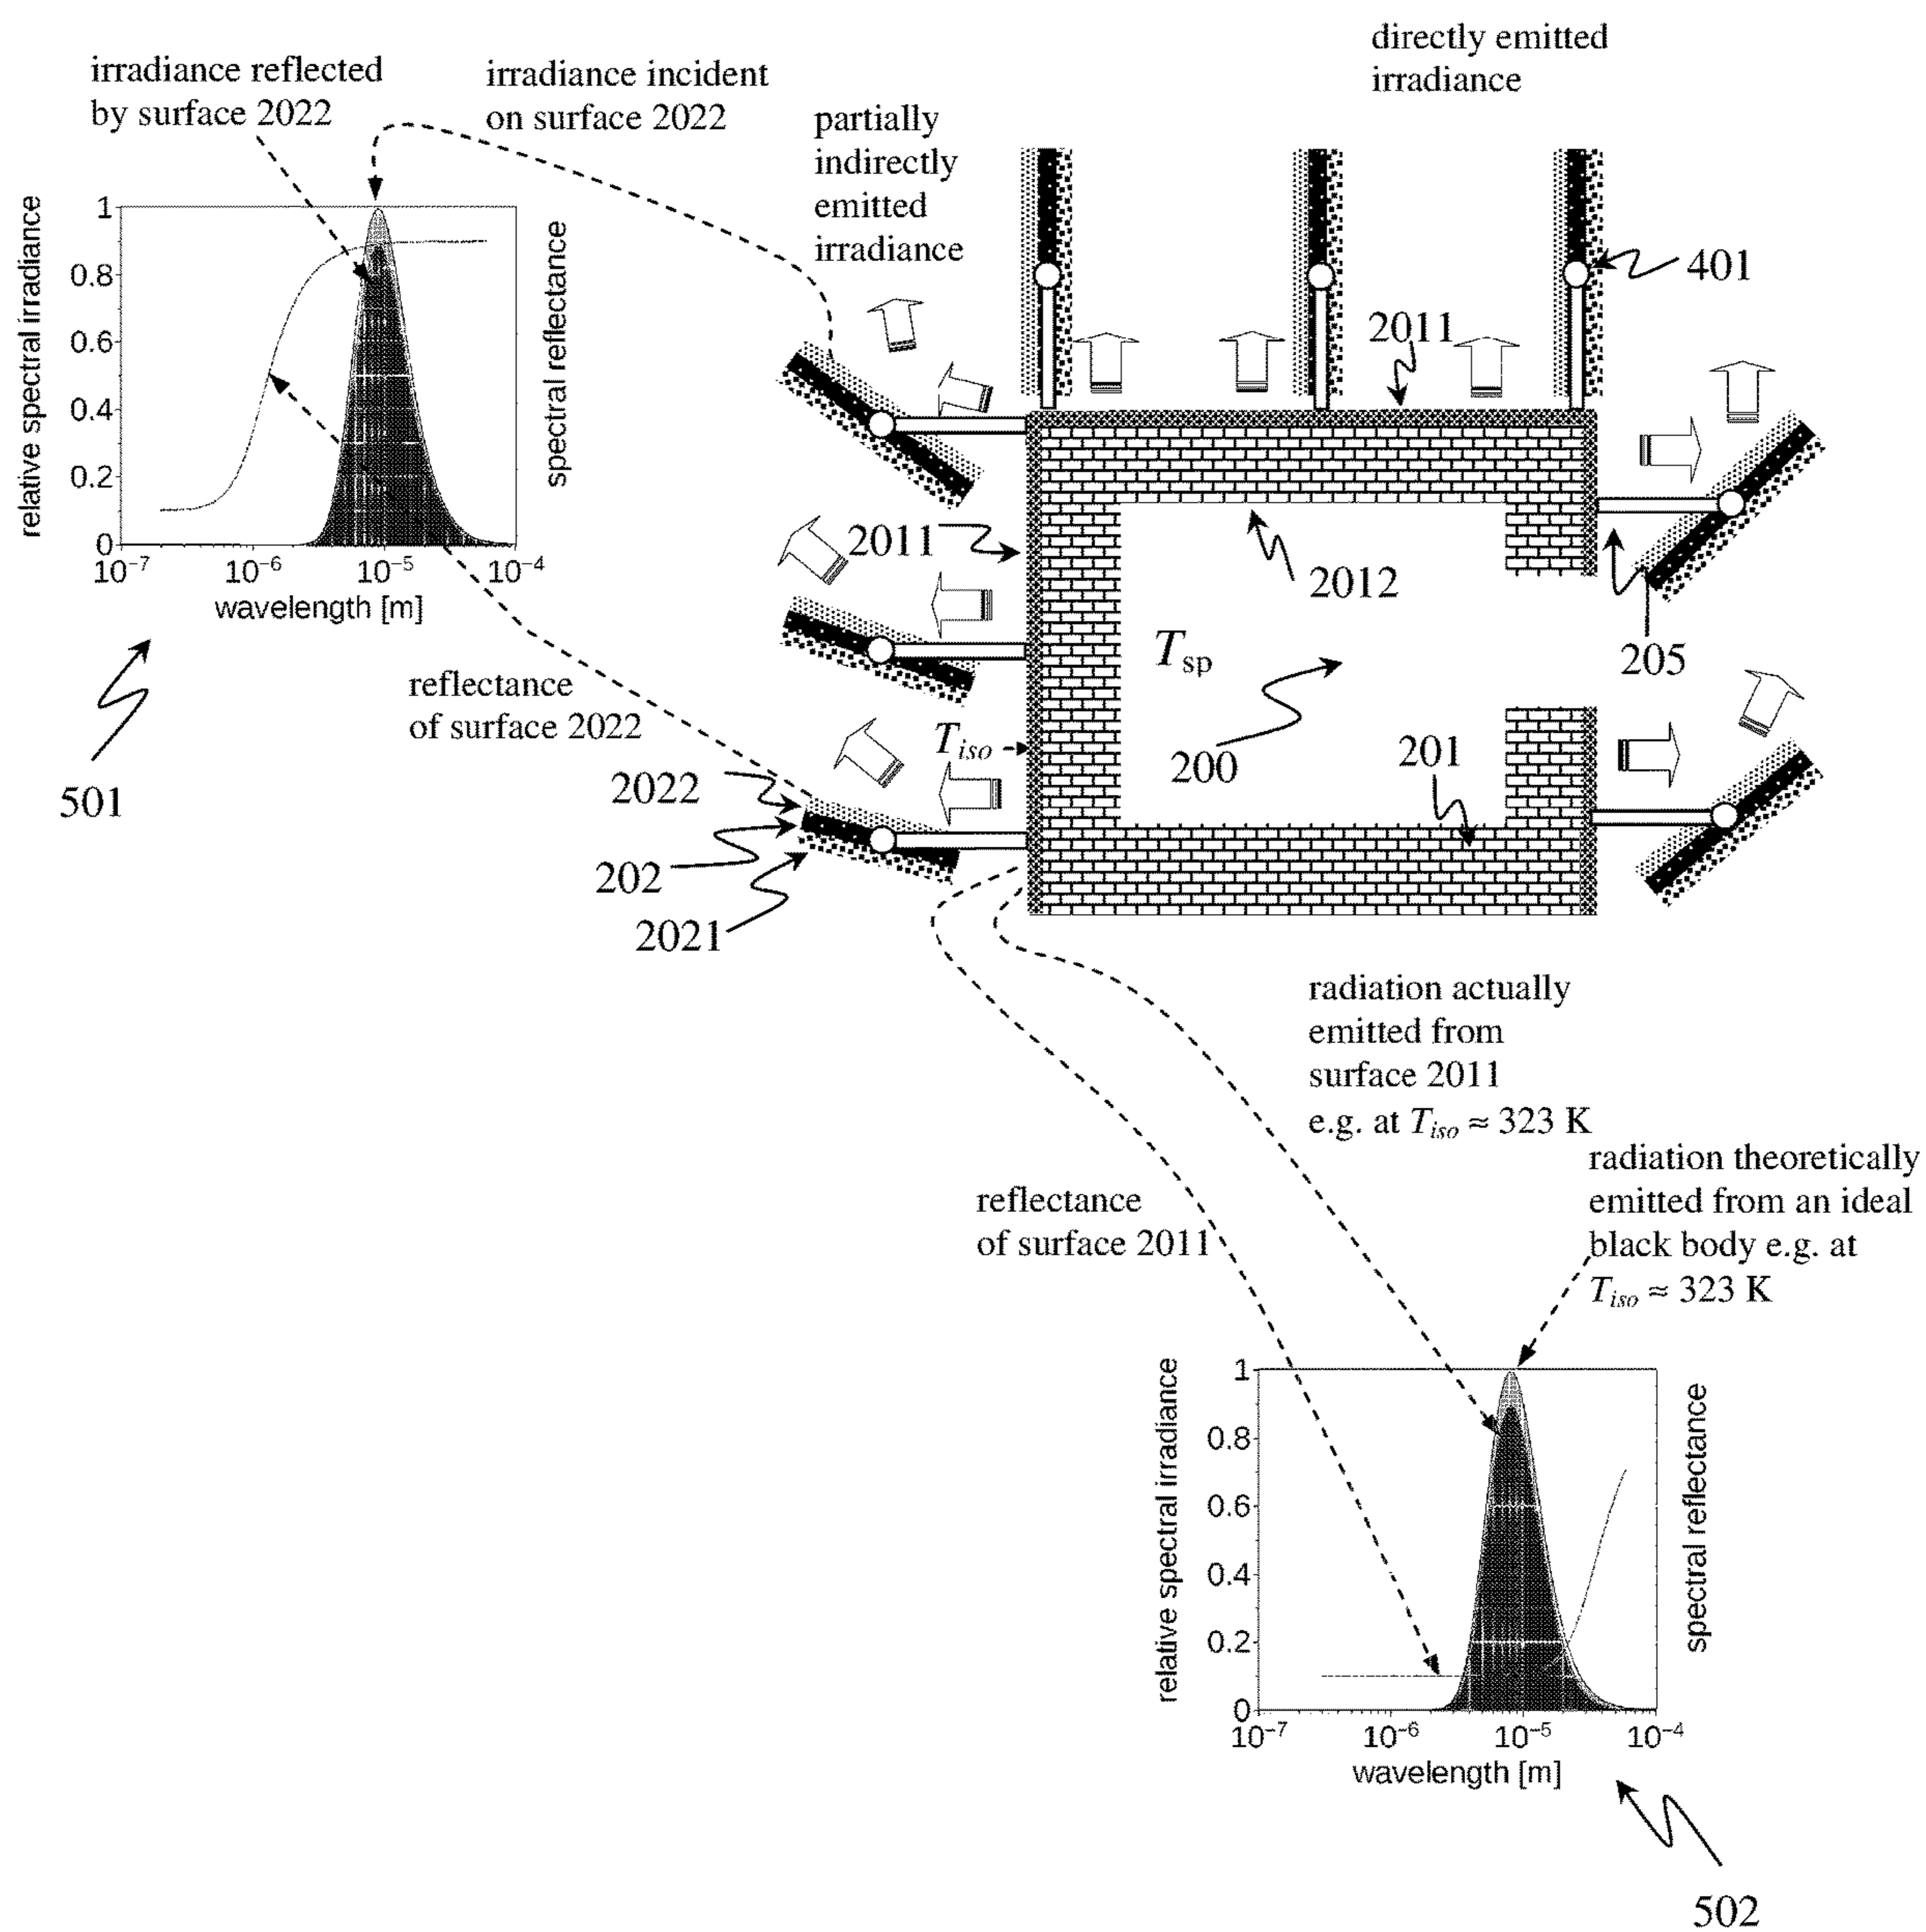 directly emitted
irradiance
irradiance reflected
by surface 2022
irradiance incident
on surface 2022
partially
indirectly
emitted
irradiance
relative spectral irradiance
1
0.8
0.6
0.4
0.2
0
10⁻⁷ 10⁻⁶ 10⁻⁵ 10⁻⁴
wavelength [m]
spectral reflectance
501
401
2011
2011
2012
205
T_sp
200
201
T_iso
reflectance
of surface 2022
2022
202
2021
radiation actually
emitted from
surface 2011
e.g. at T_iso ≈ 323 K
radiation theoretically
emitted from an ideal
black body e.g. at
T_iso ≈ 323 K
reflectance
of surface 2011
relative spectral irradiance
1
0.8
0.6
0.4
0.2
0
10⁻⁷ 10⁻⁶ 10⁻⁵ 10⁻⁴
wavelength [m]
spectral reflectance
502